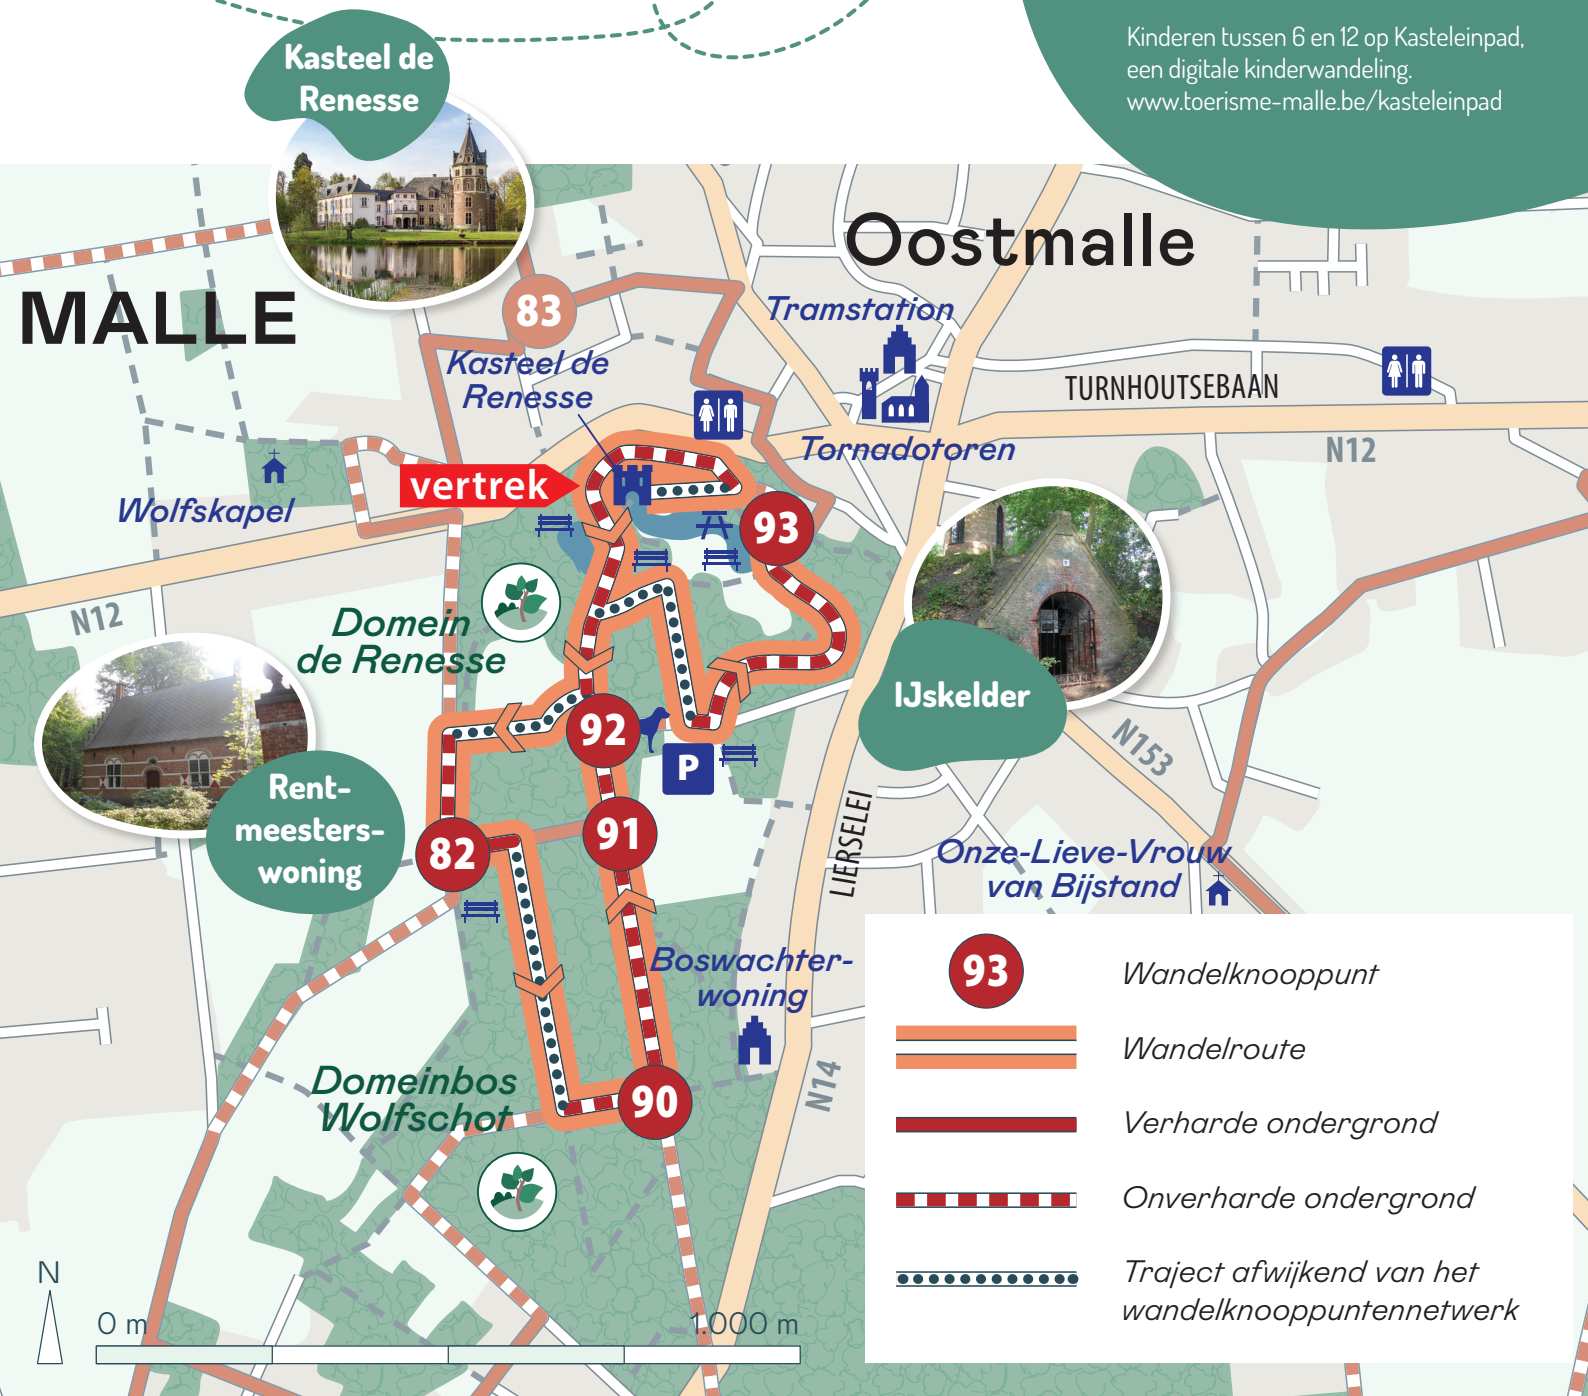 Kinderen tussen 6 en 12 op Kasteleinpad,
een digitale kinderwandeling.
www.toerisme-malle.be/kasteleinpad
Kasteel de
Renesse
Oostmalle
MALLE
83
Tramstation
Kasteel de
Renesse
TURNHOUTSEBAAN
N12
Tornadotoren
vertrek
Wolfskapel
93
N12
Domein
de Renesse
IJskelder
92
N153
P
Rent-
meesters-
woning
82
91
LIERSELEI
Onze-Lieve-Vrouw
van Bijstand
Boswachter-
woning
93
Wandelknooppunt
Wandelroute
Domeinbos
Wolfschot
90
N14
Verharde ondergrond
Onverharde ondergrond
Traject afwijkend van het
wandelknooppuntennetwerk
N
0 m
1.000 m